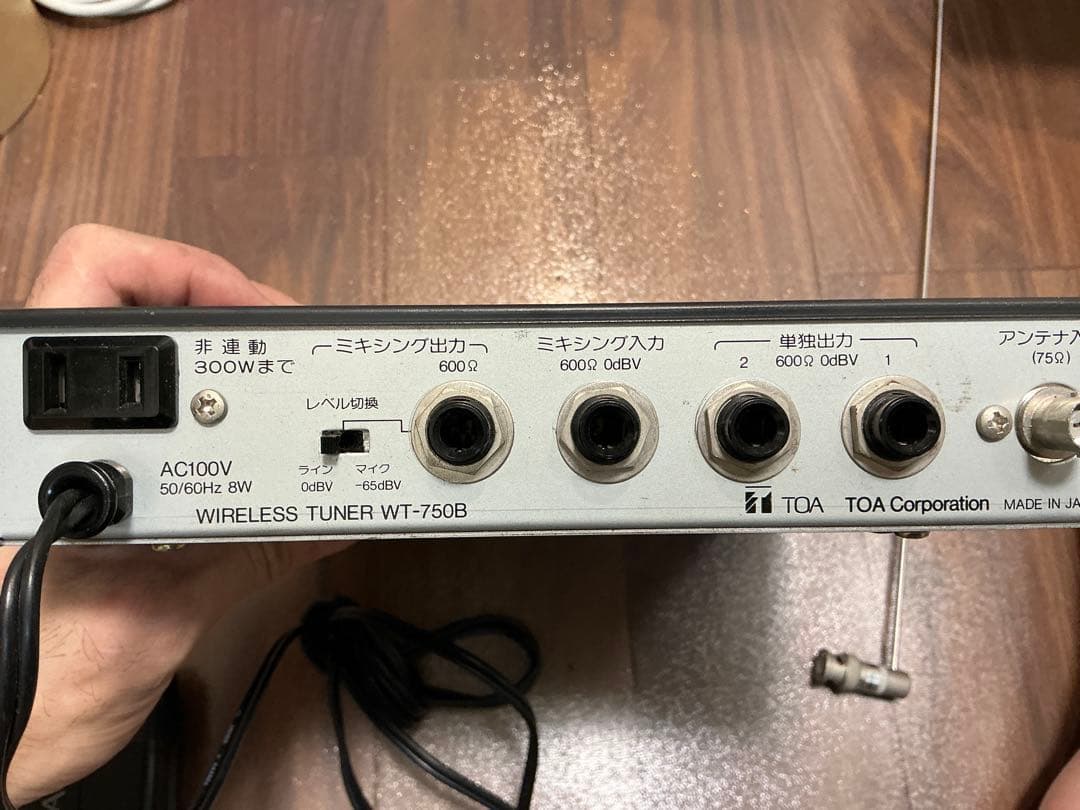 非連動
300Wまで
ミキシング出力
600Ω
レベル切換
ライン
0dBV
マイク
-65dBV
ミキシング入力
600Ω 0dBV
単独出力
2
600Ω 0dBV
1
アンテナ入
(75Ω)
AC100V
50/60Hz 8W
WIRELESS TUNER WT-750B
TOA
TOA Corporation
MADE IN JA